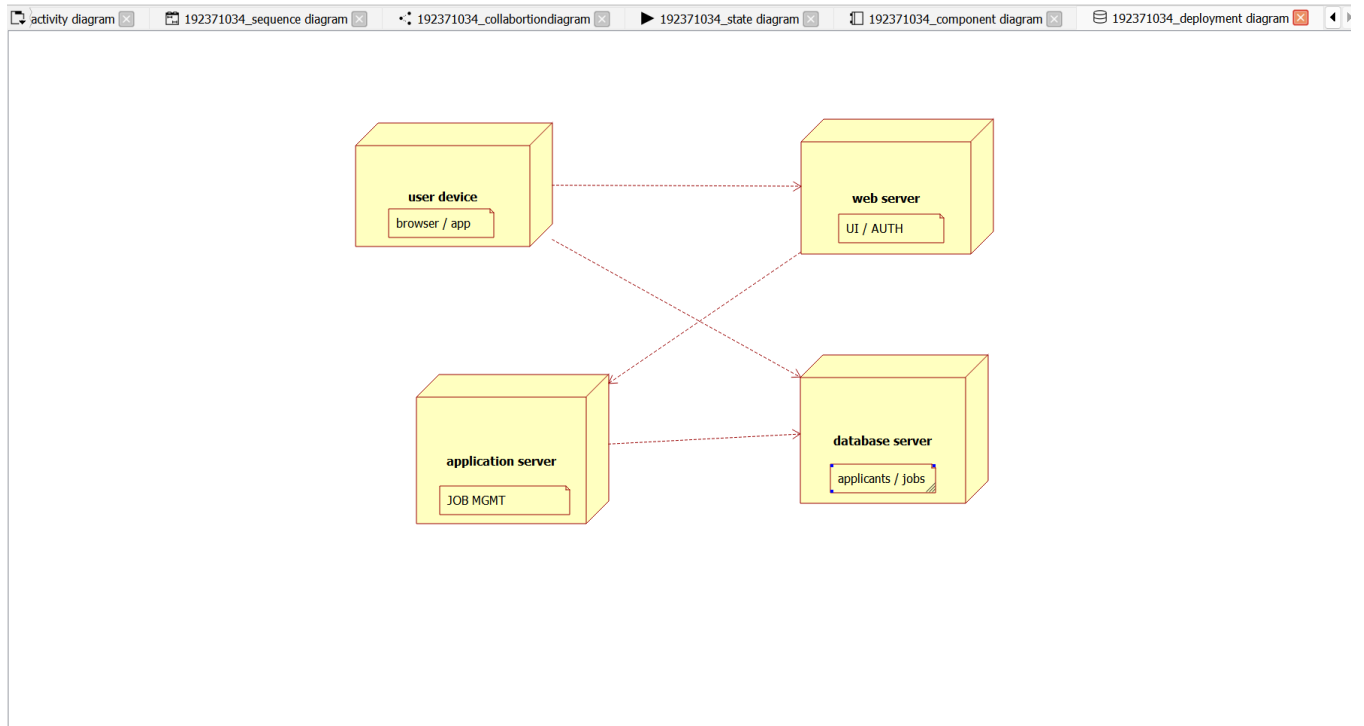 activity diagram
192371034_sequence diagram
192371034_collabortiondiagram
192371034_state diagram
192371034_component diagram
192371034_deployment diagram
user device
browser / app
web server
UI / AUTH
application server
JOB MGMT
database server
applicants / jobs